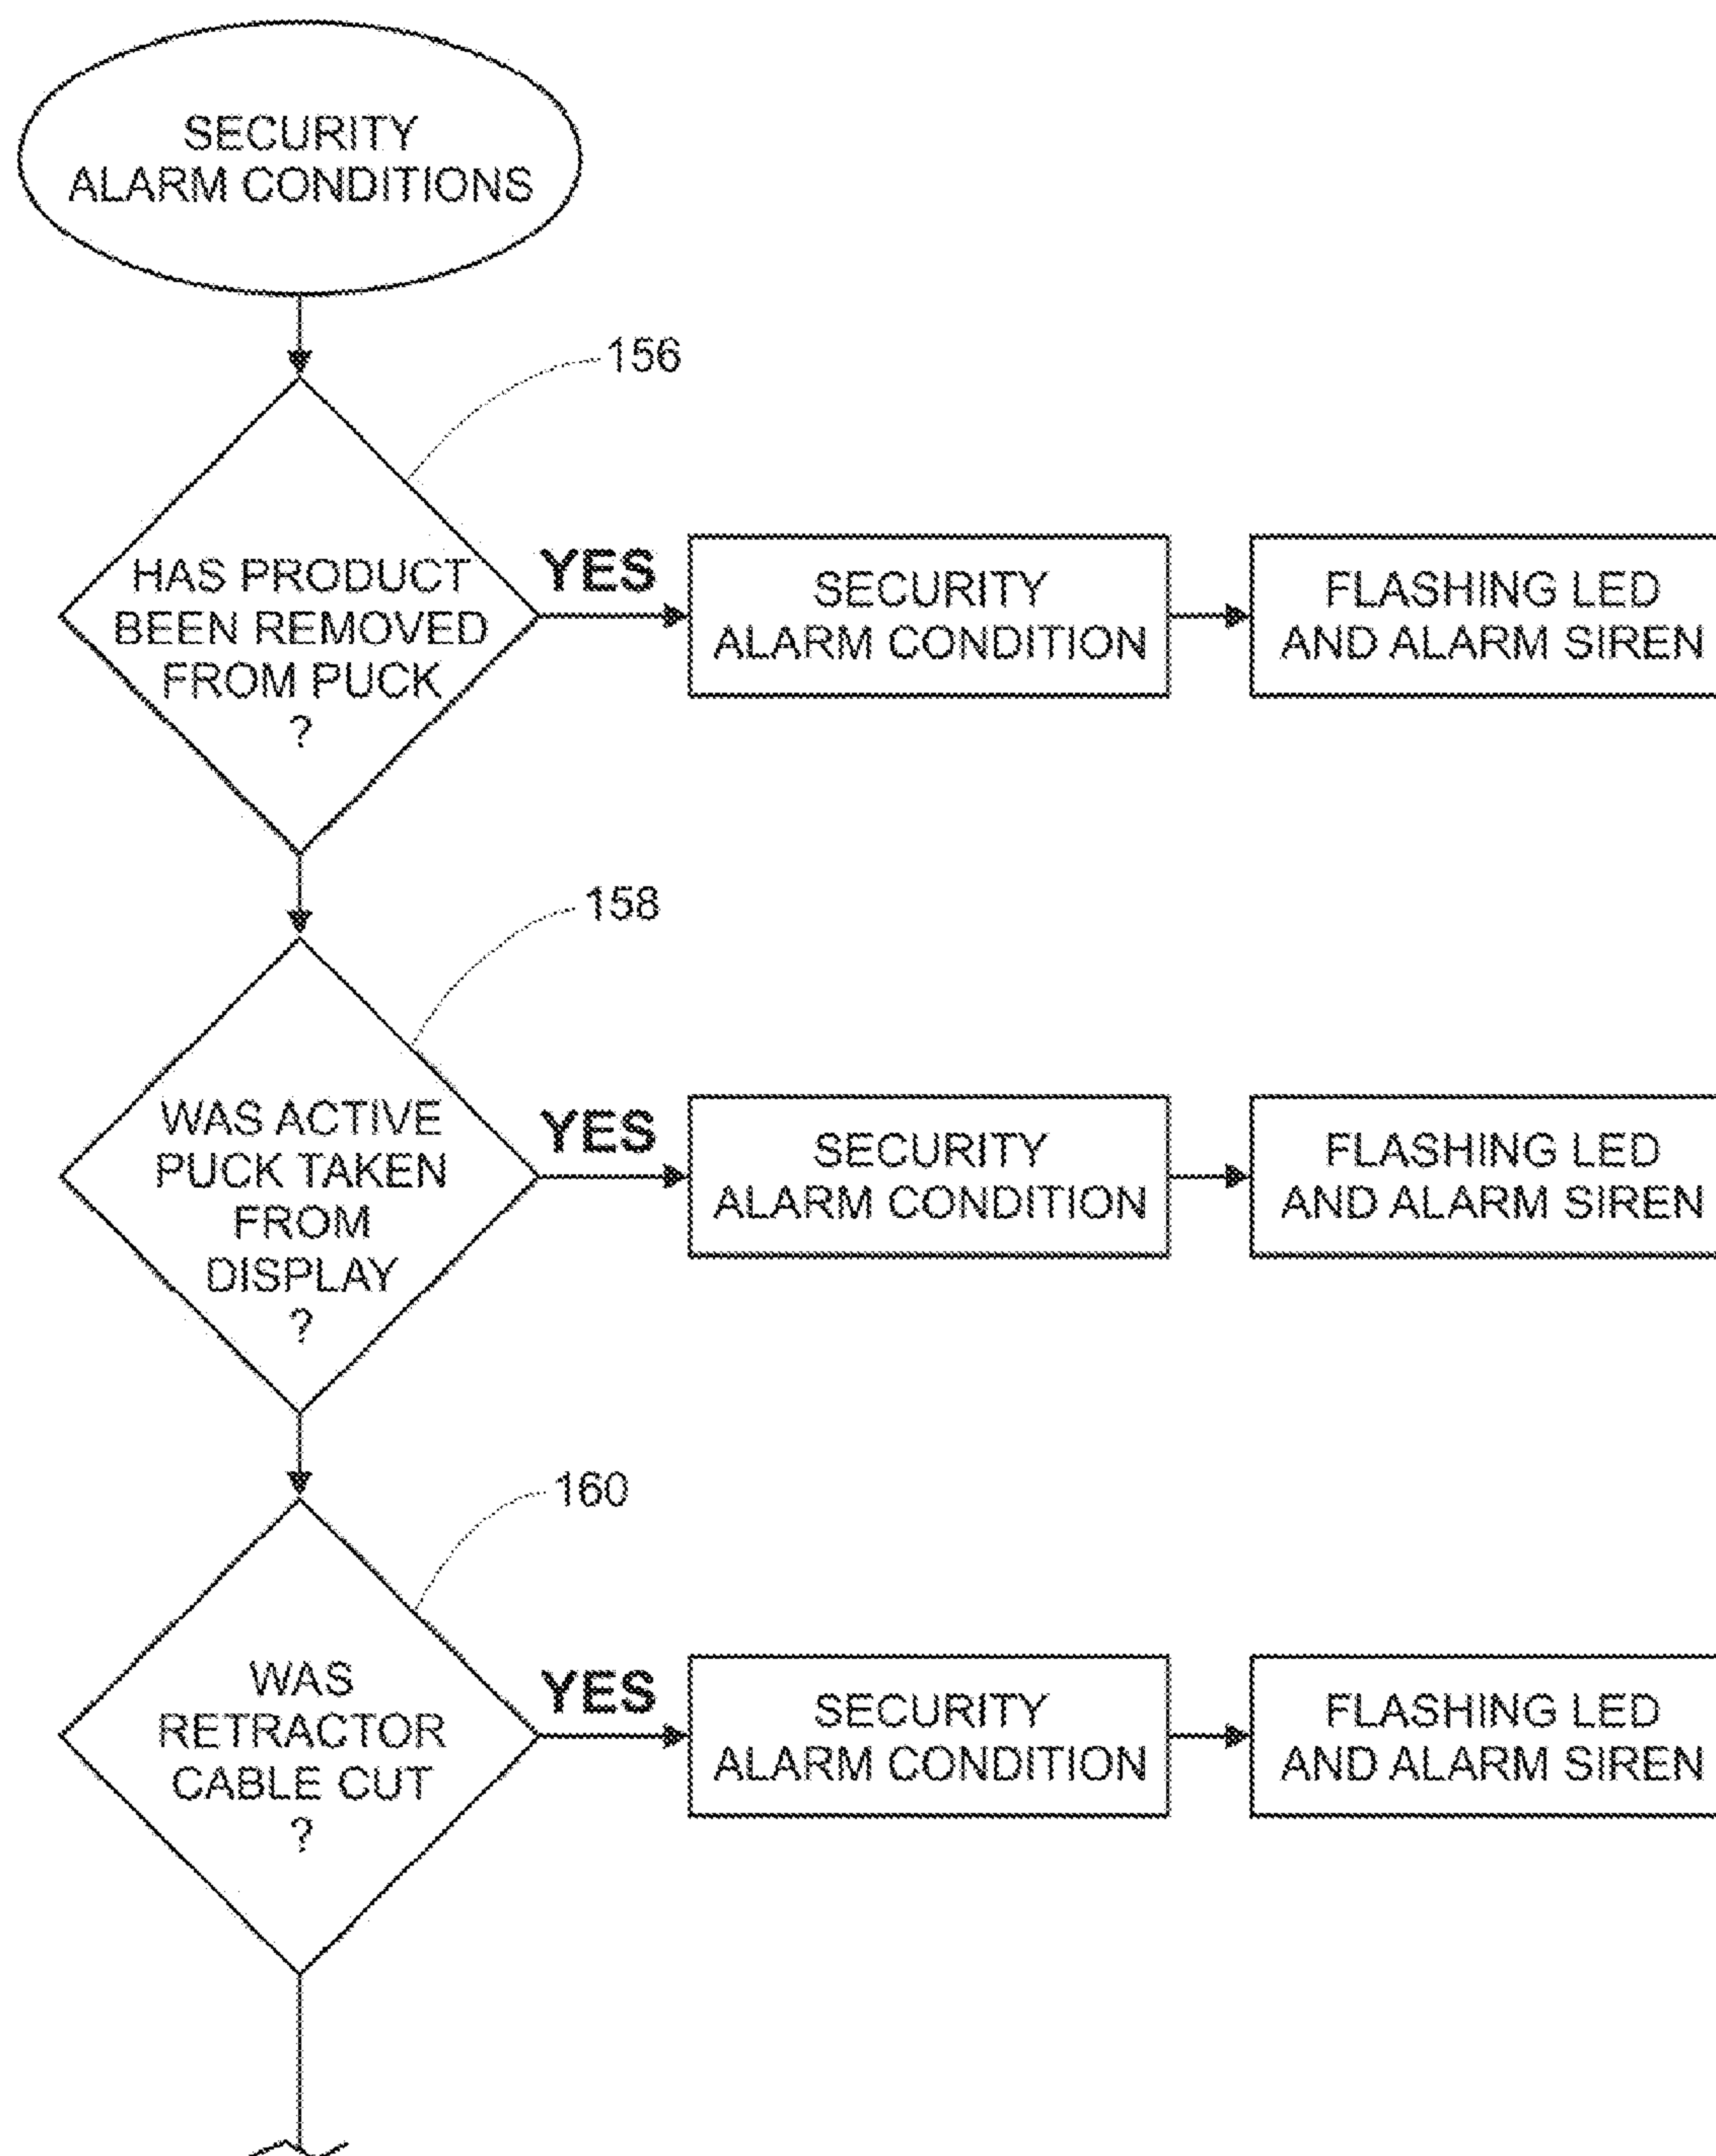 SECURITY
ALARM CONDITIONS
156
HAS PRODUCT
BEEN REMOVED
FROM PUCK
?
YES
SECURITY
ALARM CONDITION
FLASHING LED
AND ALARM SIREN
158
WAS ACTIVE
PUCK TAKEN
FROM
DISPLAY
?
YES
SECURITY
ALARM CONDITION
FLASHING LED
AND ALARM SIREN
160
WAS
RETRACTOR
CABLE CUT
?
YES
SECURITY
ALARM CONDITION
FLASHING LED
AND ALARM SIREN